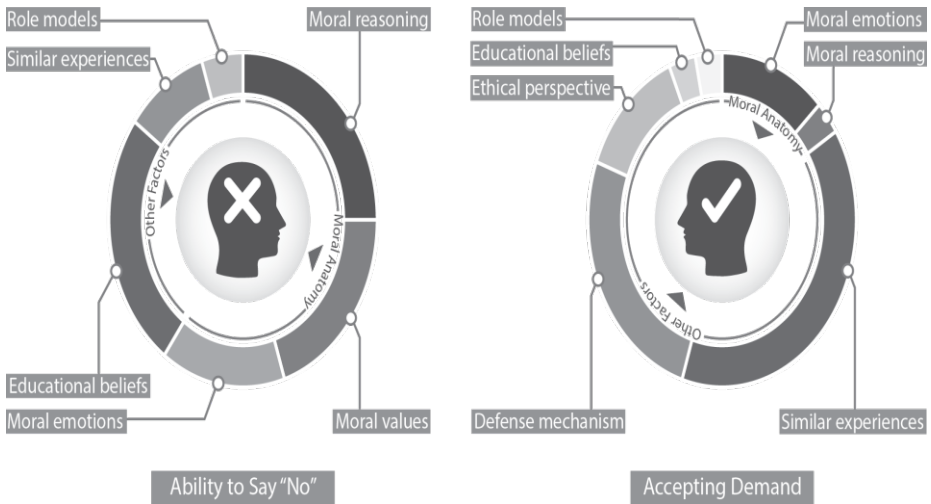 Role models
Moral reasoning
Similar experiences
Other Factors
Moral Anatomy
Educational beliefs
Moral emotions
Moral values
Ability to Say “No”
Role models
Moral emotions
Educational beliefs
Moral reasoning
Ethical perspective
Moral Anatomy
Other Factors
Defense mechanism
Similar experiences
Accepting Demand